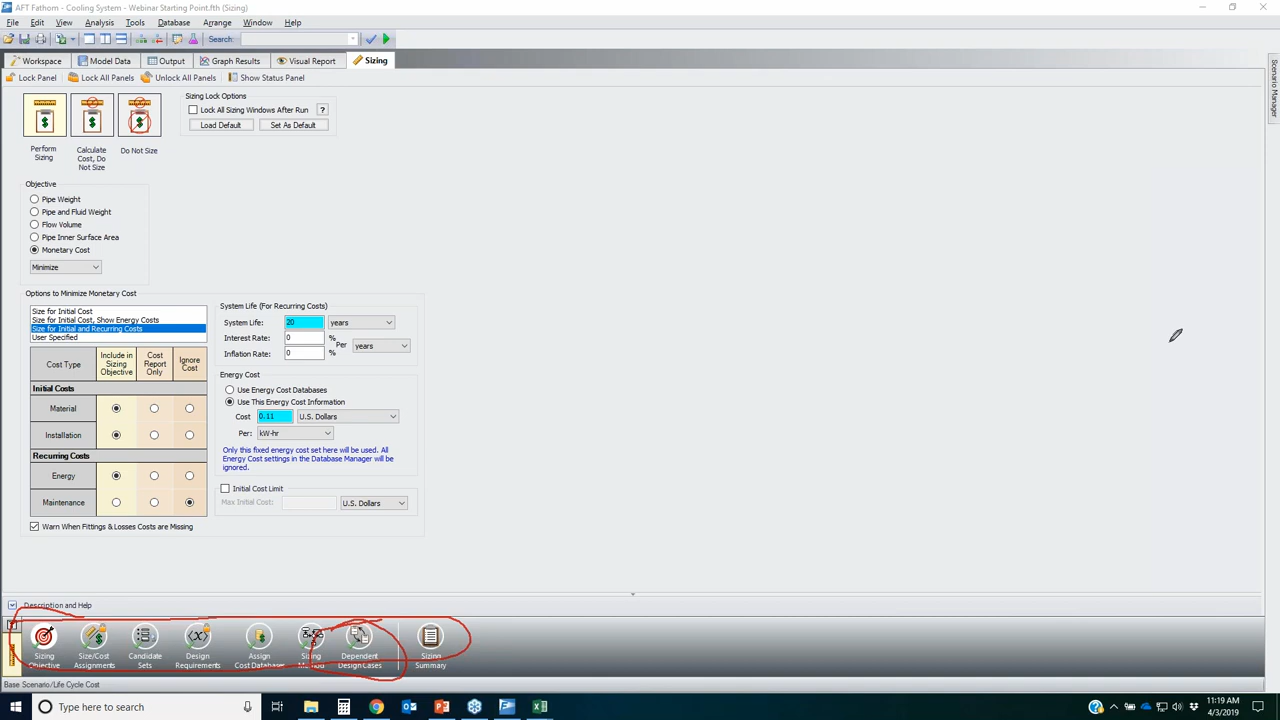 AFT Fathom - Cooling System - Webinar Starting Point.fth (Sizing)
File Edit View Analysis Tools Database Arrange Window Help
Search:
Workspace Model Data Output Graph Results Visual Report Sizing
Lock Panel Lock All Panels Unlock All Panels Show Status Panel
Sizing Lock Options
Lock All Sizing Windows After Run ?
Load Default Set As Default
Perform Sizing
Calculate Cost, Do Not Size
Do Not Size
Objective
Pipe Weight
Pipe and Fluid Weight
Flow Volume
Pipe Inner Surface Area
Monetary Cost
Minimize
Options to Minimize Monetary Cost
Size for Initial Cost
Size for Initial Cost, Show Energy Costs
Size for Initial and Recurring Costs
User Specified
Cost Type Include in Sizing Objective Cost Report Only Ignore Cost
Initial Costs
Material
Installation
Recurring Costs
Energy
Maintenance
Warn When Fittings & Losses Costs are Missing
System Life (For Recurring Costs)
System Life: 20 years
Interest Rate: 0 %
Per years
Inflation Rate: 0 %
Energy Cost
Use Energy Cost Databases
Use This Energy Cost Information
Cost 0.11 U.S. Dollars
Per: kW-hr
Only this fixed energy cost set here will be used. All
Energy Cost settings in the Database Manager will be
ignored.
Initial Cost Limit
Max Initial Cost: U.S. Dollars
Scenario Manager
Description and Help
Sizing Objective
Size/Cost Assignments
Candidate Sets
Design Requirements
Assign Cost Databases
Sizing Method
Dependent Design Cases
Sizing Summary
Base Scenario/Life Cycle Cost
Type here to search
11:19 AM
4/3/2019